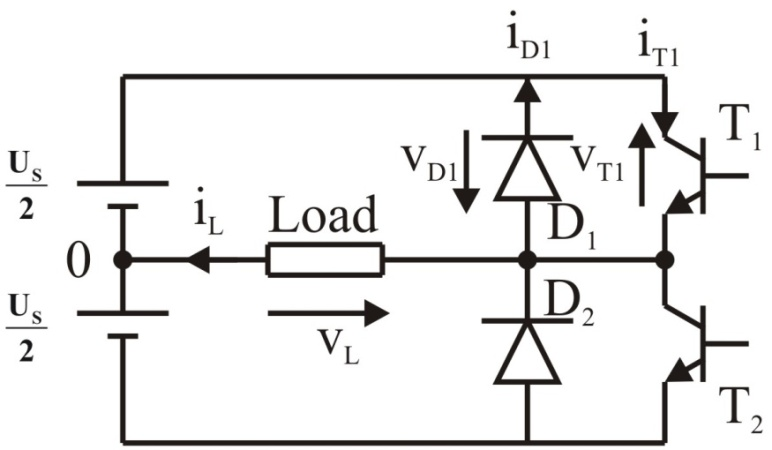 i_D1 i_T1
T_1
v_D1 v_T1
U_s/2
i_L Load
D_1
0
D_2
U_s/2
v_L
T_2